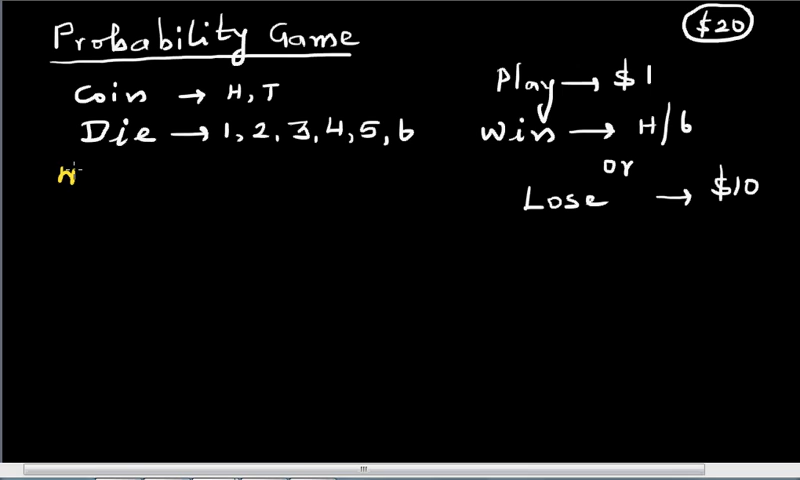 Probability Game
$20
Coin → H, T
Die → 1, 2, 3, 4, 5, 6
Play → $1
Win → H/6
or
Lose → $10